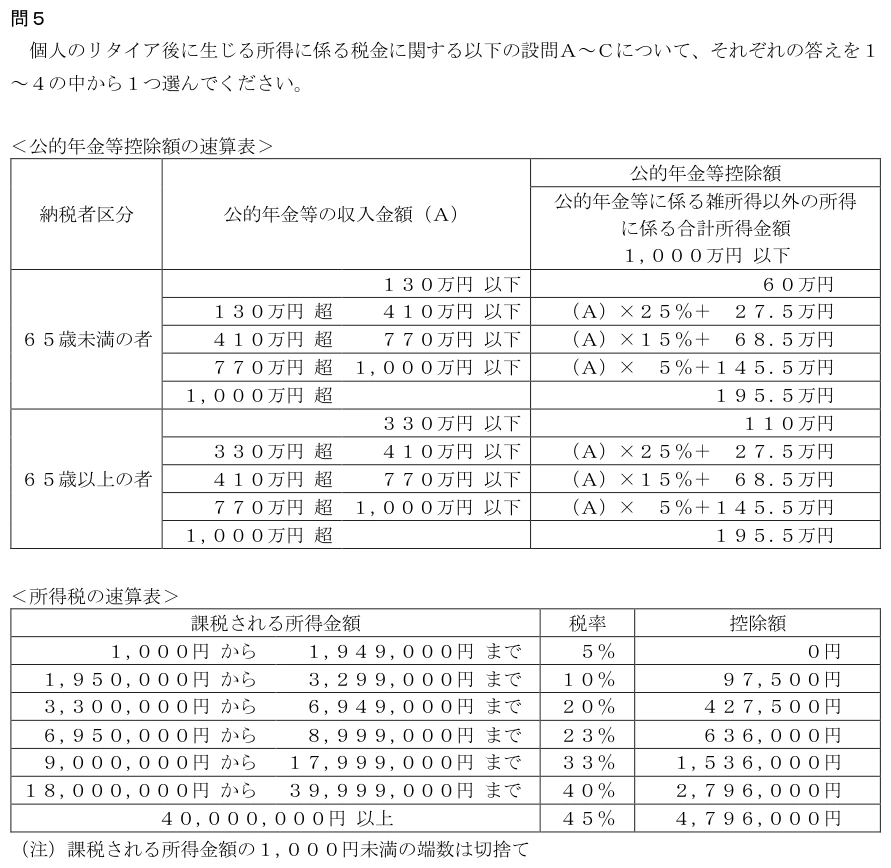 問5
個人のリタイア後に生じる所得に係る税金に関する以下の設問A～Cについて、それぞれの答えを1
～4の中から1つ選んでください。
＜公的年金等控除額の速算表＞
納税者区分 公的年金等の収入金額（A） 公的年金等控除額
公的年金等に係る雑所得以外の所得
に係る合計所得金額
1,000万円 以下
65歳未満の者
130万円 以下 60万円
130万円 超 410万円 以下 （A）×25%+ 27.5万円
410万円 超 770万円 以下 （A）×15%+ 68.5万円
770万円 超 1,000万円 以下 （A）× 5%+145.5万円
1,000万円 超 195.5万円
65歳以上の者
330万円 以下 110万円
330万円 超 410万円 以下 （A）×25%+ 27.5万円
410万円 超 770万円 以下 （A）×15%+ 68.5万円
770万円 超 1,000万円 以下 （A）× 5%+145.5万円
1,000万円 超 195.5万円
＜所得税の速算表＞
課税される所得金額 税率 控除額
1,000円 から 1,949,000円 まで 5% 0円
1,950,000円 から 3,299,000円 まで 10% 97,500円
3,300,000円 から 6,949,000円 まで 20% 427,500円
6,950,000円 から 8,999,000円 まで 23% 636,000円
9,000,000円 から 17,999,000円 まで 33% 1,536,000円
18,000,000円 から 39,999,000円 まで 40% 2,796,000円
40,000,000円 以上 45% 4,796,000円
（注）課税される所得金額の1,000円未満の端数は切捨て